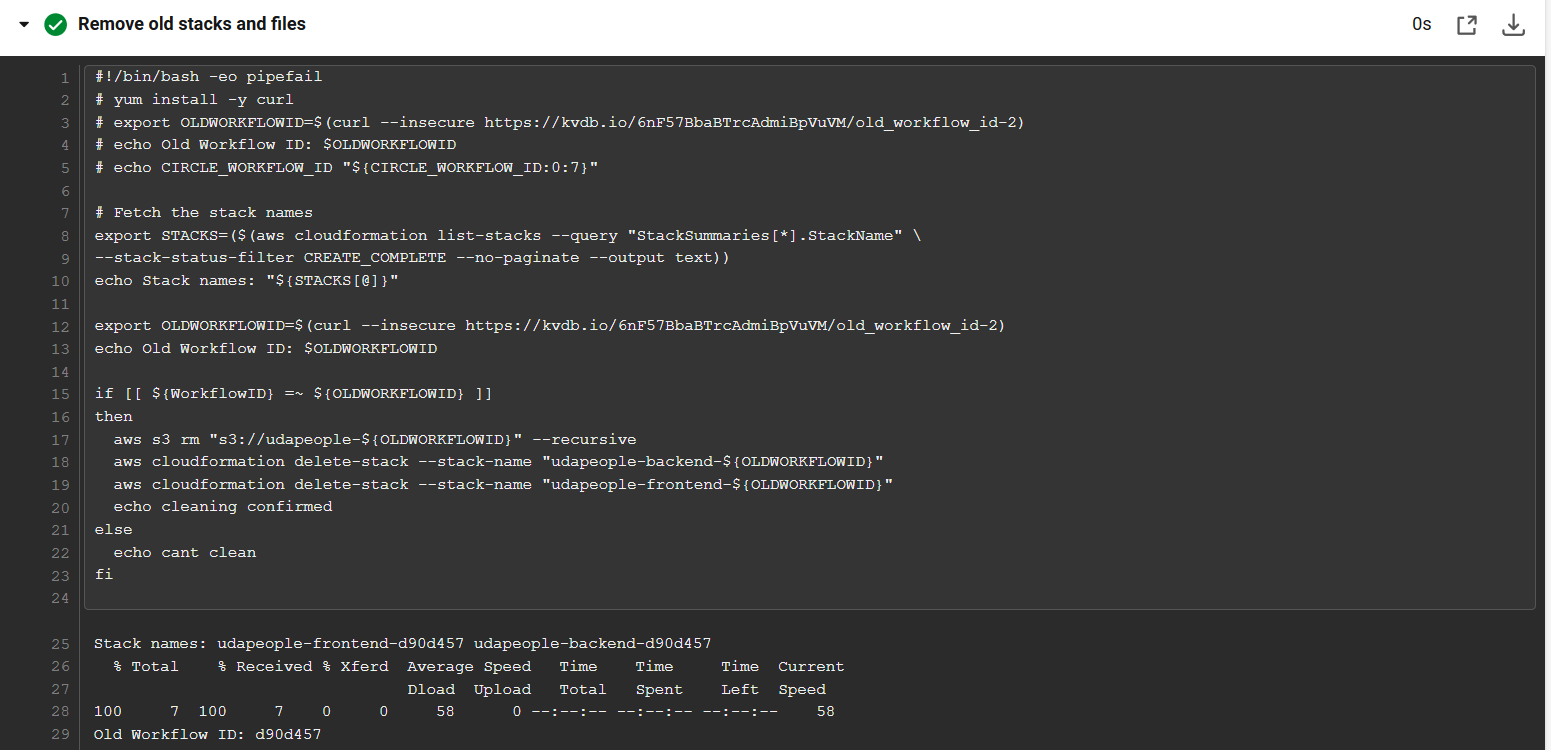 Remove old stacks and files 0s
1 #!/bin/bash -eo pipefail
2 # yum install -y curl
3 # export OLDWORKFLOWID=$(curl --insecure https://kvdb.io/6nF57BbaBTrcAdmiBpVuVM/old_workflow_id-2)
4 # echo Old Workflow ID: $OLDWORKFLOWID
5 # echo CIRCLE_WORKFLOW_ID "${CIRCLE_WORKFLOW_ID:0:7}"
6
7 # Fetch the stack names
8 export STACKS=($(aws cloudformation list-stacks --query "StackSummaries[*].StackName" \
9 --stack-status-filter CREATE_COMPLETE --no-paginate --output text))
10 echo Stack names: "${STACKS[@]}"
11
12 export OLDWORKFLOWID=$(curl --insecure https://kvdb.io/6nF57BbaBTrcAdmiBpVuVM/old_workflow_id-2)
13 echo Old Workflow ID: $OLDWORKFLOWID
14
15 if [[ ${WorkflowID} =~ ${OLDWORKFLOWID} ]]
16 then
17   aws s3 rm "s3://udapeople-${OLDWORKFLOWID}" --recursive
18   aws cloudformation delete-stack --stack-name "udapeople-backend-${OLDWORKFLOWID}"
19   aws cloudformation delete-stack --stack-name "udapeople-frontend-${OLDWORKFLOWID}"
20   echo cleaning confirmed
21 else
22   echo cant clean
23 fi
24
25 Stack names: udapeople-frontend-d90d457 udapeople-backend-d90d457
26   % Total    % Received % Xferd  Average Speed   Time    Time     Time  Current
27                                  Dload  Upload   Total   Spent    Left  Speed
28 100     7  100     7    0     0     58      0 --:--:-- --:--:-- --:--:--    58
29 Old Workflow ID: d90d457